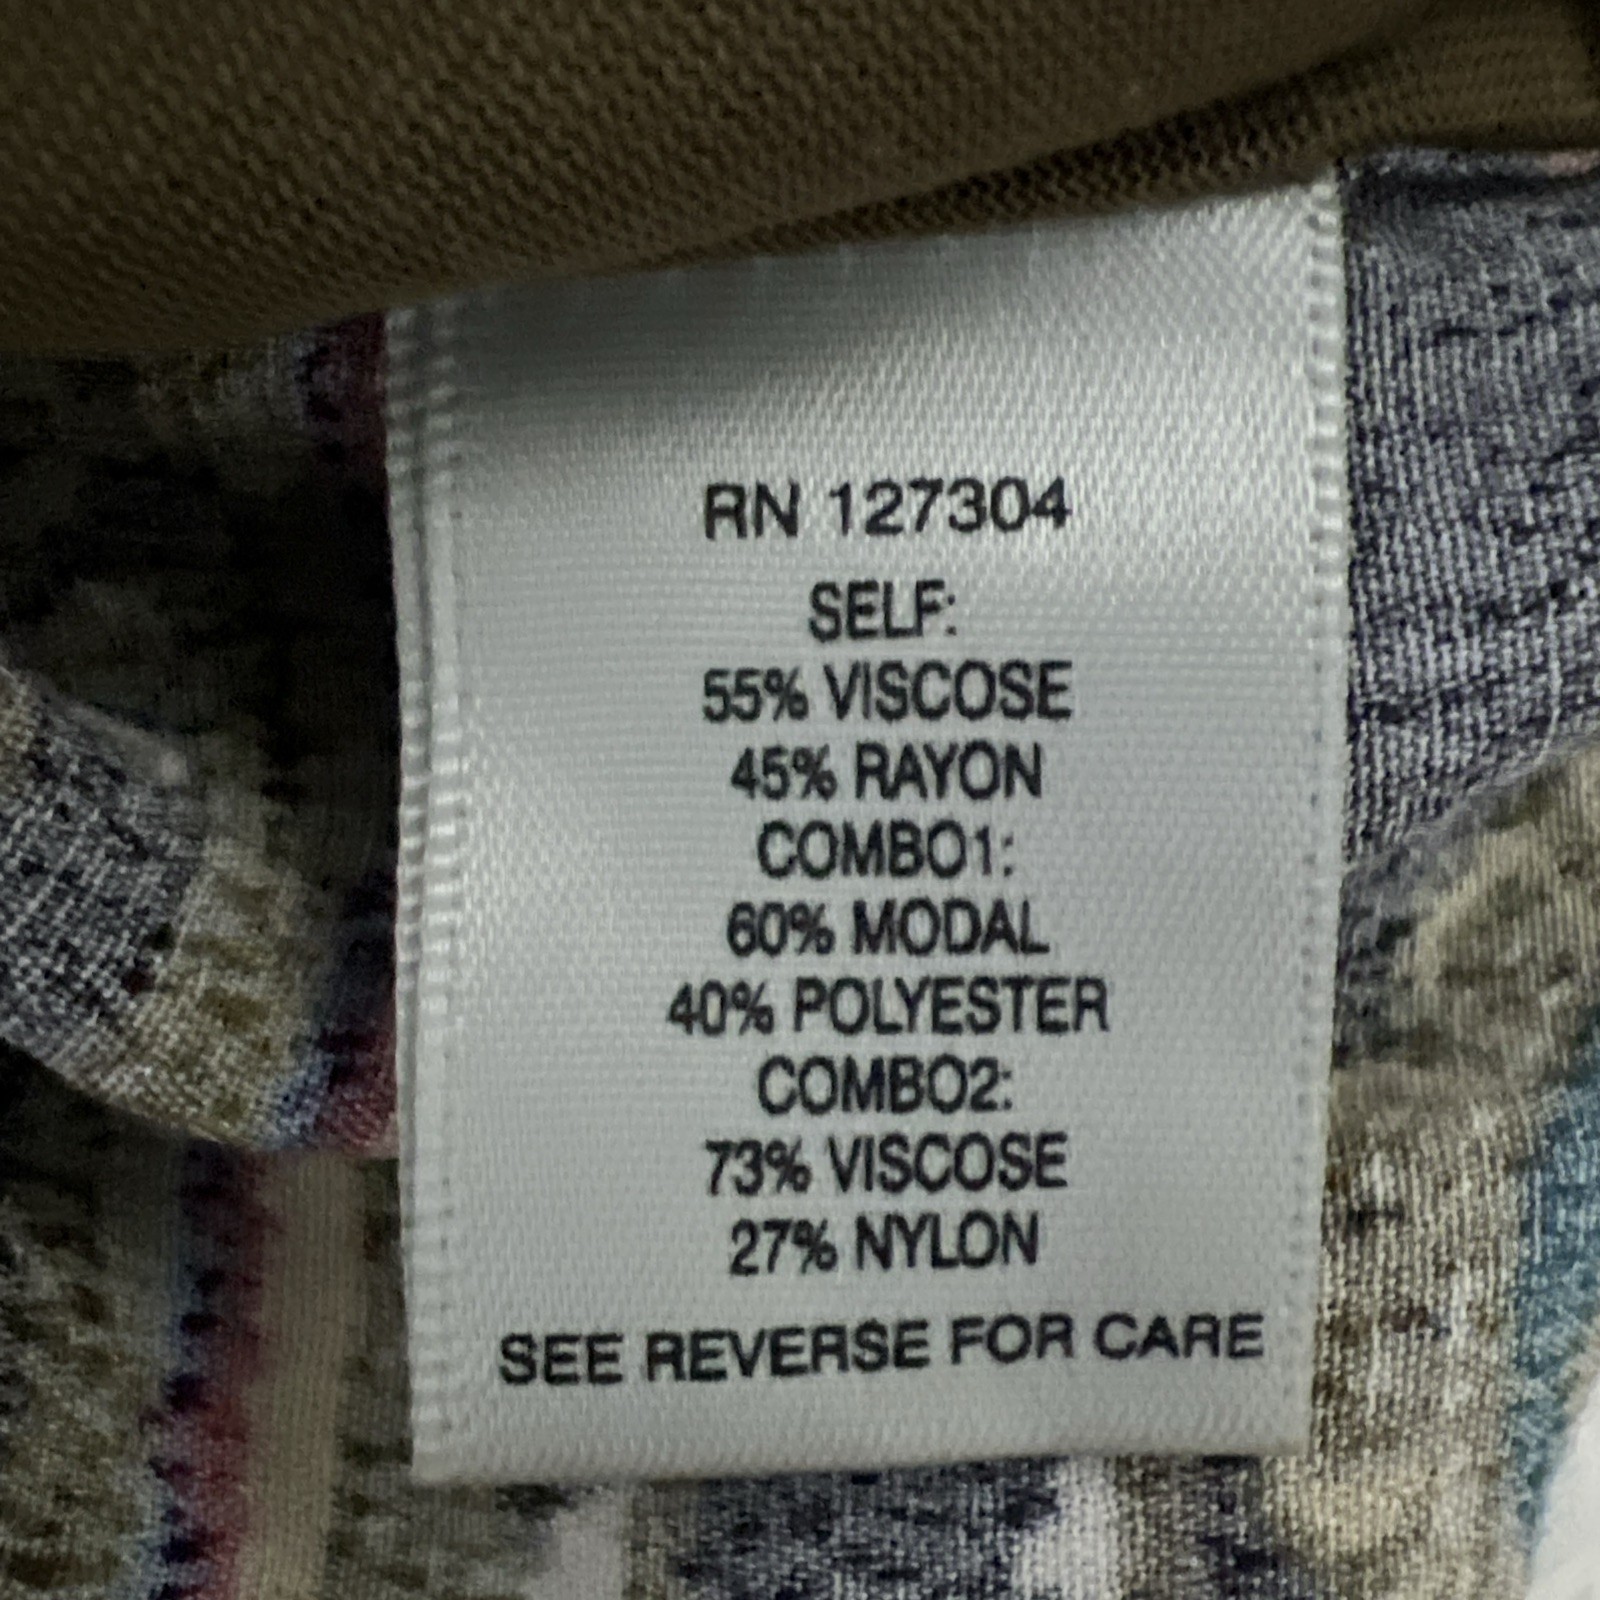 RN 127304
SELF:
55% VISCOSE
45% RAYON
COMBO1:
60% MODAL
40% POLYESTER
COMBO2:
73% VISCOSE
27% NYLON
SEE REVERSE FOR CARE